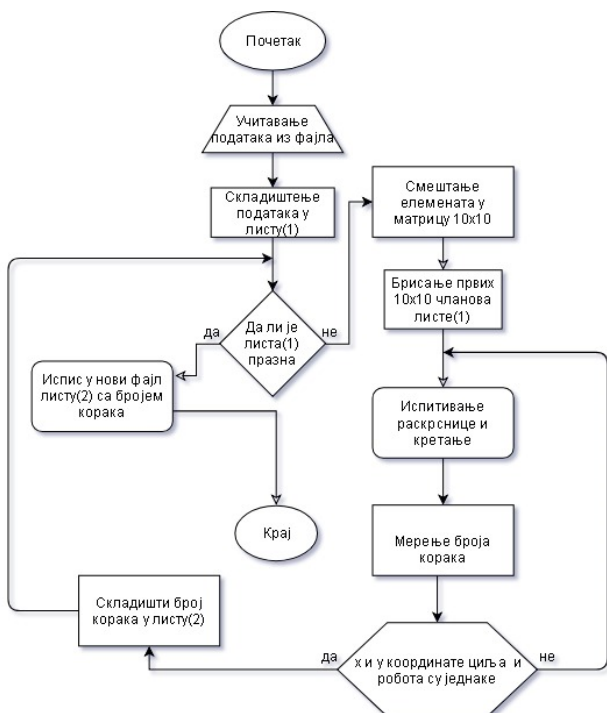 Почетак
Учитавање
података из фајла
Складиштење
података у
листу(1)
Да ли је
листа(1)
празна
да
не
Испис у нови фајл
листу(2) са бројем
корака
Крај
Смештање
елемената у
матрицу 10x10
Брисање првих
10x10 чланова
листе(1)
Испитивање
раскрснице и
кретање
Мерење броја
корака
x и y координате циља и
робота су једнаке
да
не
Складишти број
корака у листу(2)